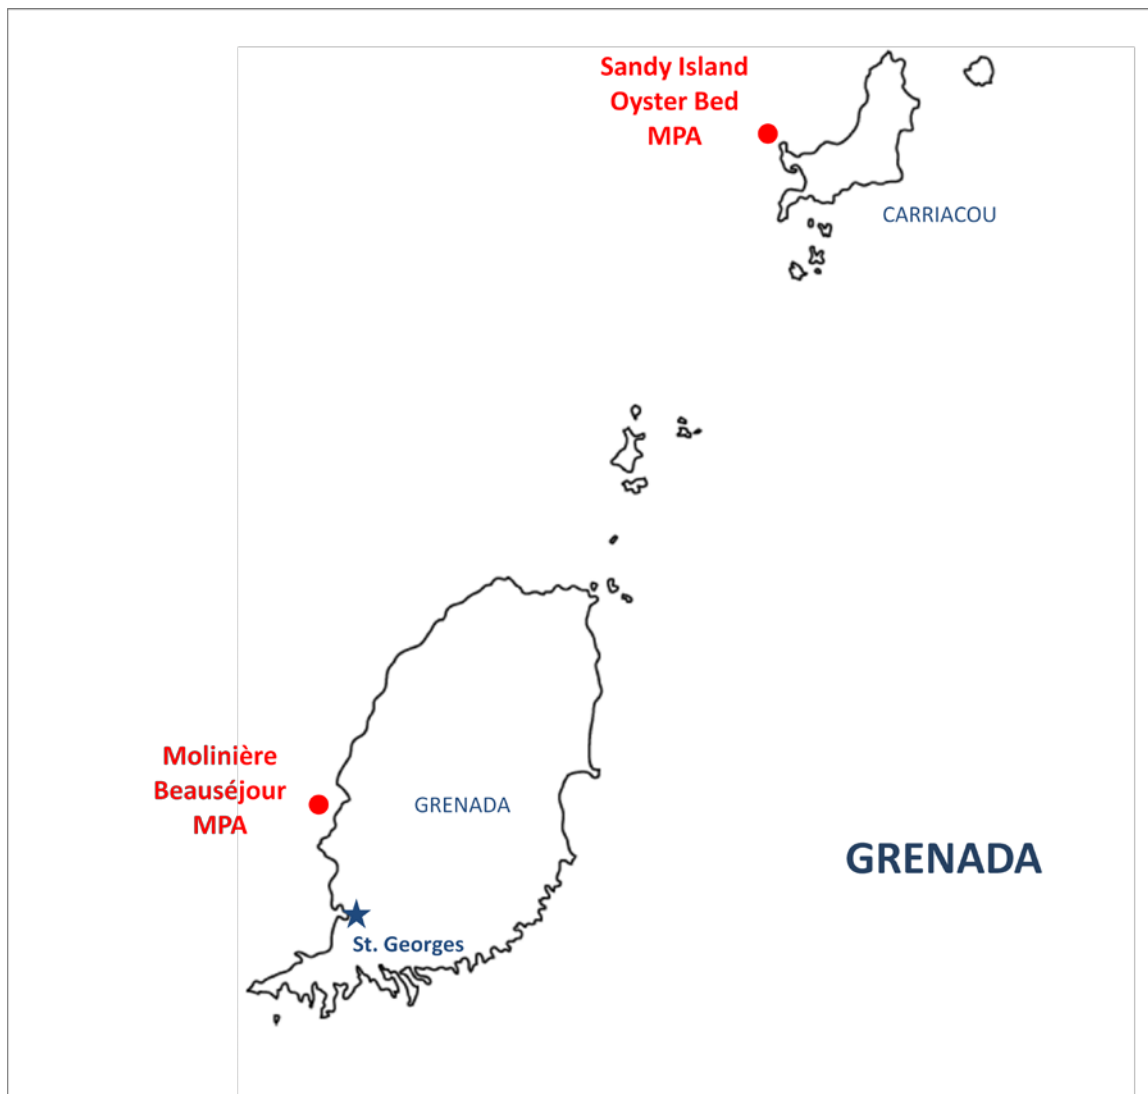 Sandy Island
Oyster Bed
MPA
CARRIACOU
Molinière
Beauséjour
MPA
GRENADA
GRENADA
St. Georges